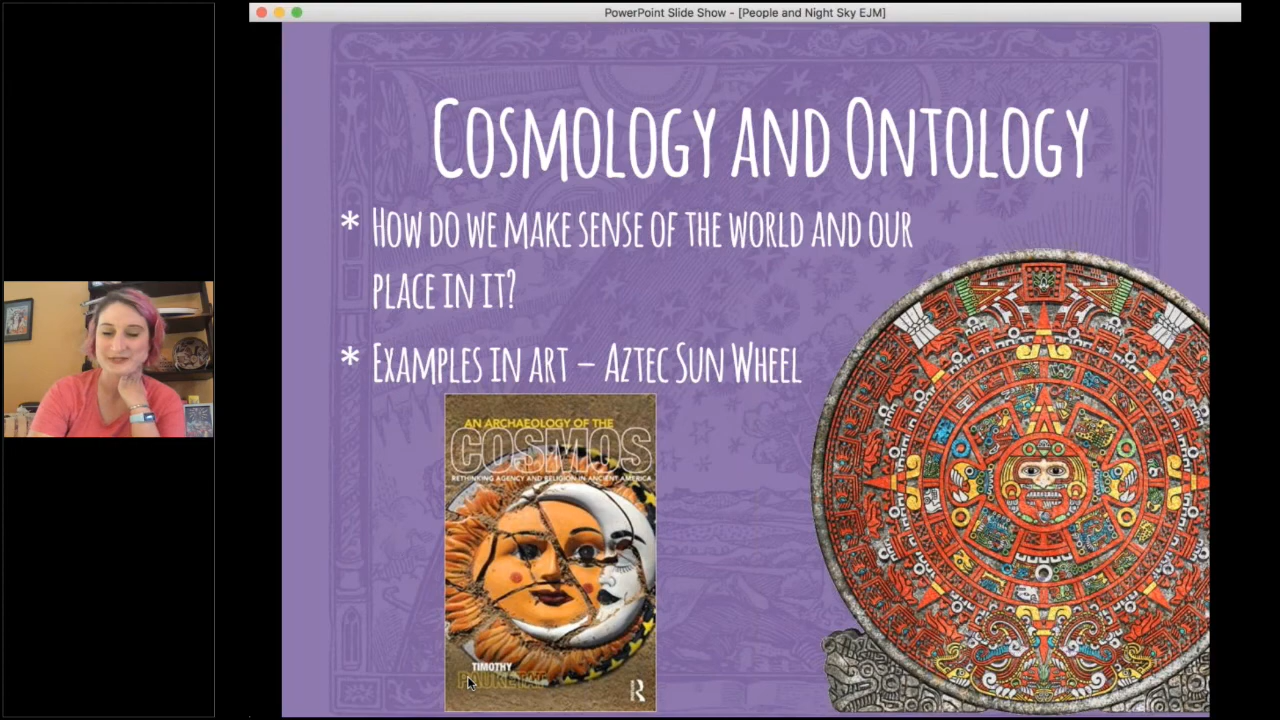 PowerPoint Slide Show - [People and Night Sky EJM]
COSMOLOGY AND ONTOLOGY
* HOW DO WE MAKE SENSE OF THE WORLD AND OUR
PLACE IN IT?
* EXAMPLES IN ART – AZTEC SUN WHEEL
AN ARCHAEOLOGY OF THE
COSMOS
RETHINKING AGENCY AND RELIGION IN ANCIENT AMERICA
TIMOTHY
PAUKETAT
R